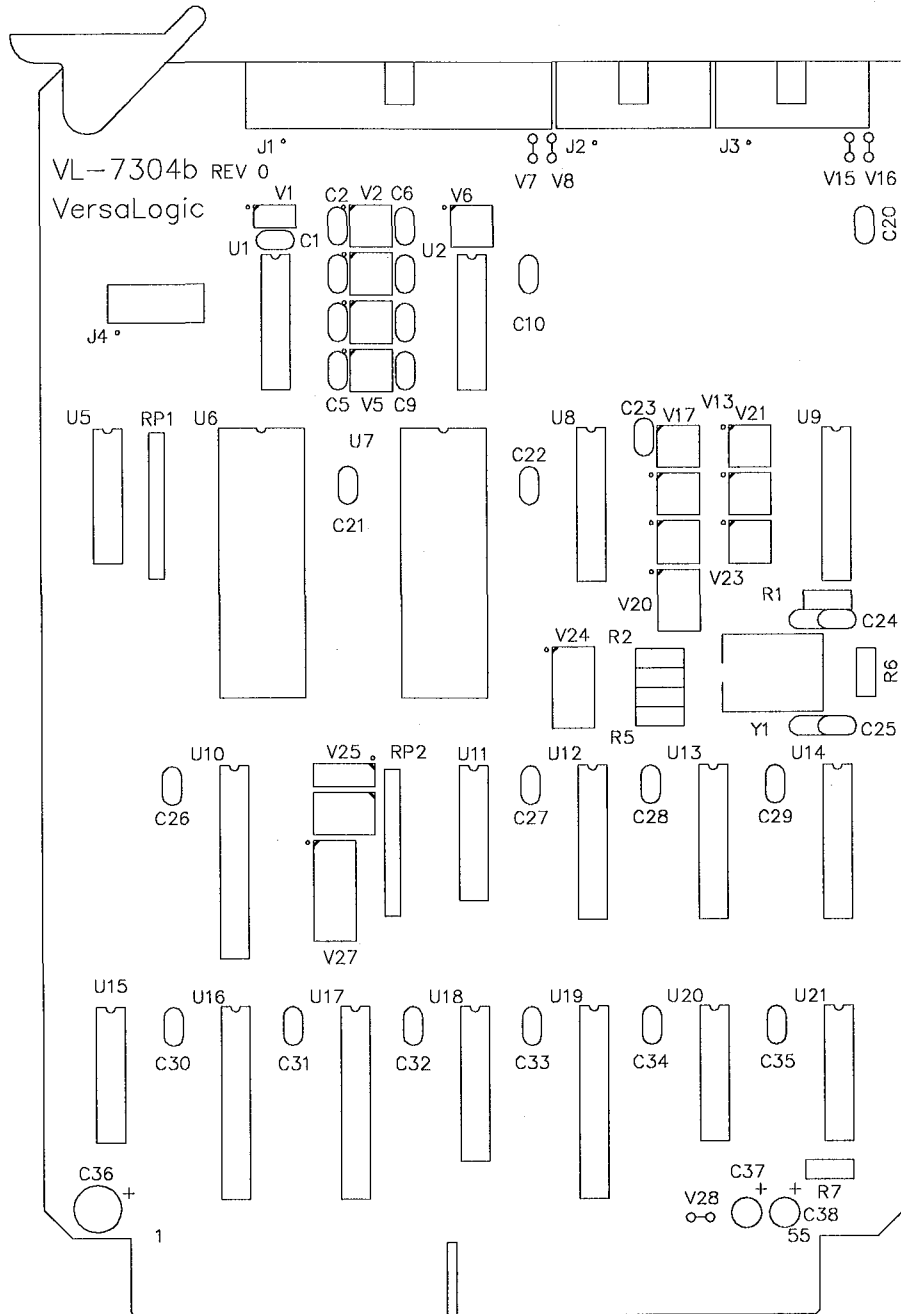 J1 J2 J3
VL-7304b REV 0
V7 V8 V15 V16
VersaLogic
V1 C2 V2 C6 V6 C20
U1 C1 U2
C10
J4
C5 V5 C9
U5 RP1 U6 U7 U8 C23 V17 V13 V21 U9
C22
C21
V23
V20 R1 C24
V24 R2 R6
R5 Y1 C25
U10 V25 RP2 U11 U12 U13 U14
C26 C27 C28 C29
V27
U15 U16 U17 U18 U19 U20 U21
C30 C31 C32 C33 C34 C35
C36 + C37 + + R7
V28 C38
1 55